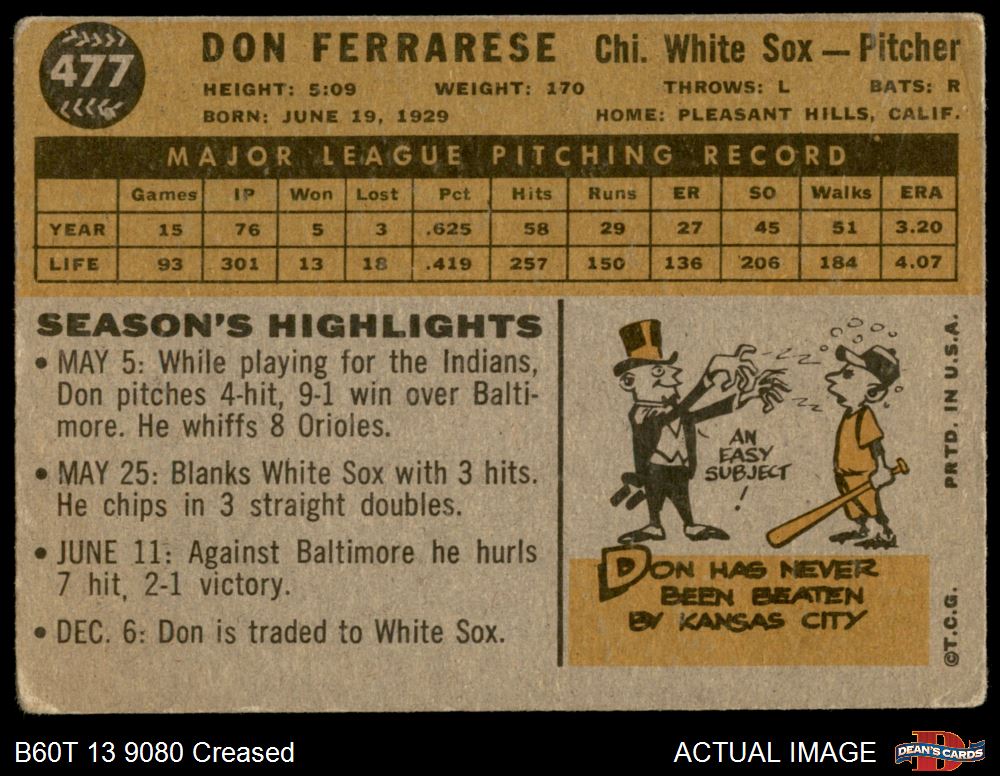 477
DON FERRARESE Chi. White Sox — Pitcher
HEIGHT: 5:09 WEIGHT: 170 THROWS: L BATS: R
BORN: JUNE 19, 1929 HOME: PLEASANT HILLS, CALIF.
MAJOR LEAGUE PITCHING RECORD
Games IP Won Lost Pct Hits Runs ER SO Walks ERA
YEAR 15 76 5 3 .625 58 29 27 45 51 3.20
LIFE 93 301 13 18 .419 257 150 136 206 184 4.07
SEASON'S HIGHLIGHTS
• MAY 5: While playing for the Indians,
Don pitches 4-hit, 9-1 win over Balti-
more. He whiffs 8 Orioles.
• MAY 25: Blanks White Sox with 3 hits.
He chips in 3 straight doubles.
• JUNE 11: Against Baltimore he hurls
7 hit, 2-1 victory.
• DEC. 6: Don is traded to White Sox.
AN
EASY
SUBJECT
!
DON HAS NEVER
BEEN BEATEN
BY KANSAS CITY
©T.C.G. PRTD. IN U.S.A.
B60T 13 9080 Creased
ACTUAL IMAGE
D
DEAN'S CARDS